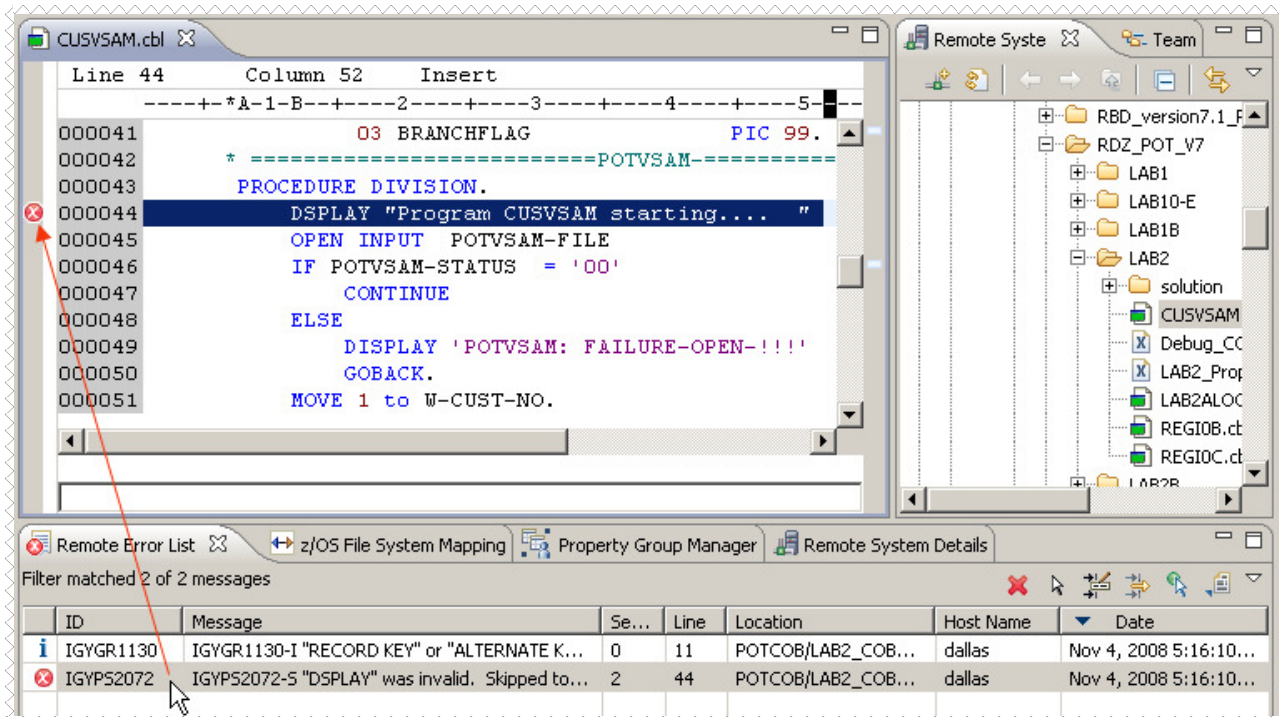 CUSVSAM.cbl
Line 44 Column 52 Insert
----+-*A-1-B--+----2----+----3----+----4----+----5----
000041 03 BRANCHFLAG PIC 99.
000042 * ==========================POTVSAM-==========
000043 PROCEDURE DIVISION.
000044 DSPLAY "Program CUSVSAM starting.... "
000045 OPEN INPUT POTVSAM-FILE
000046 IF POTVSAM-STATUS = '00'
000047 CONTINUE
000048 ELSE
000049 DISPLAY 'POTVSAM: FAILURE-OPEN-!!!'
000050 GOBACK.
000051 MOVE 1 to W-CUST-NO.
Remote Syste Team
RBD_version7.1_F
RDZ_POT_V7
LAB1
LAB10-E
LAB1B
LAB2
solution
CUSVSAM
Debug_CC
LAB2_Prop
LAB2ALOC
REGI0B.cb
REGI0C.cb
LAB2B
Remote Error List z/OS File System Mapping Property Group Manager Remote System Details
Filter matched 2 of 2 messages
ID Message Se... Line Location Host Name Date
i IGYGR1130 IGYGR1130-I "RECORD KEY" or "ALTERNATE K... 0 11 POTCOB/LAB2_COB... dallas Nov 4, 2008 5:16:10...
IGYPS2072 IGYPS2072-S "DSPLAY" was invalid. Skipped to... 2 44 POTCOB/LAB2_COB... dallas Nov 4, 2008 5:16:10...